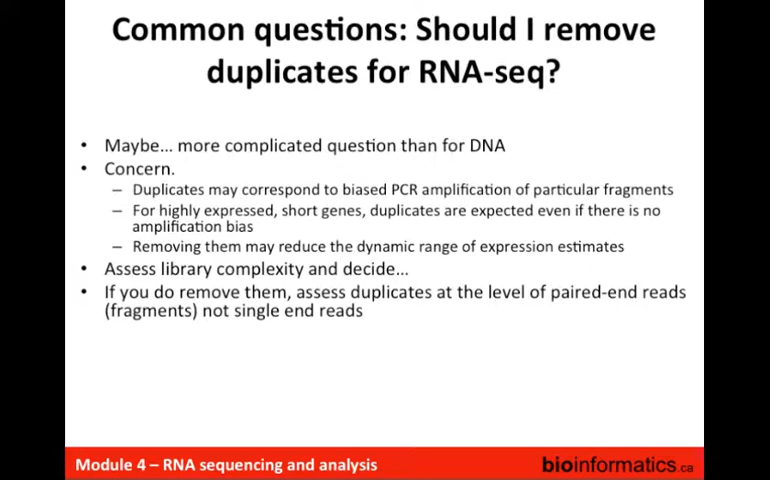 Common questions: Should I remove
duplicates for RNA-seq?
• Maybe... more complicated question than for DNA
• Concern.
– Duplicates may correspond to biased PCR amplification of particular fragments
– For highly expressed, short genes, duplicates are expected even if there is no
amplification bias
– Removing them may reduce the dynamic range of expression estimates
• Assess library complexity and decide...
• If you do remove them, assess duplicates at the level of paired-end reads
(fragments) not single end reads
Module 4 – RNA sequencing and analysis
bioinformatics.ca